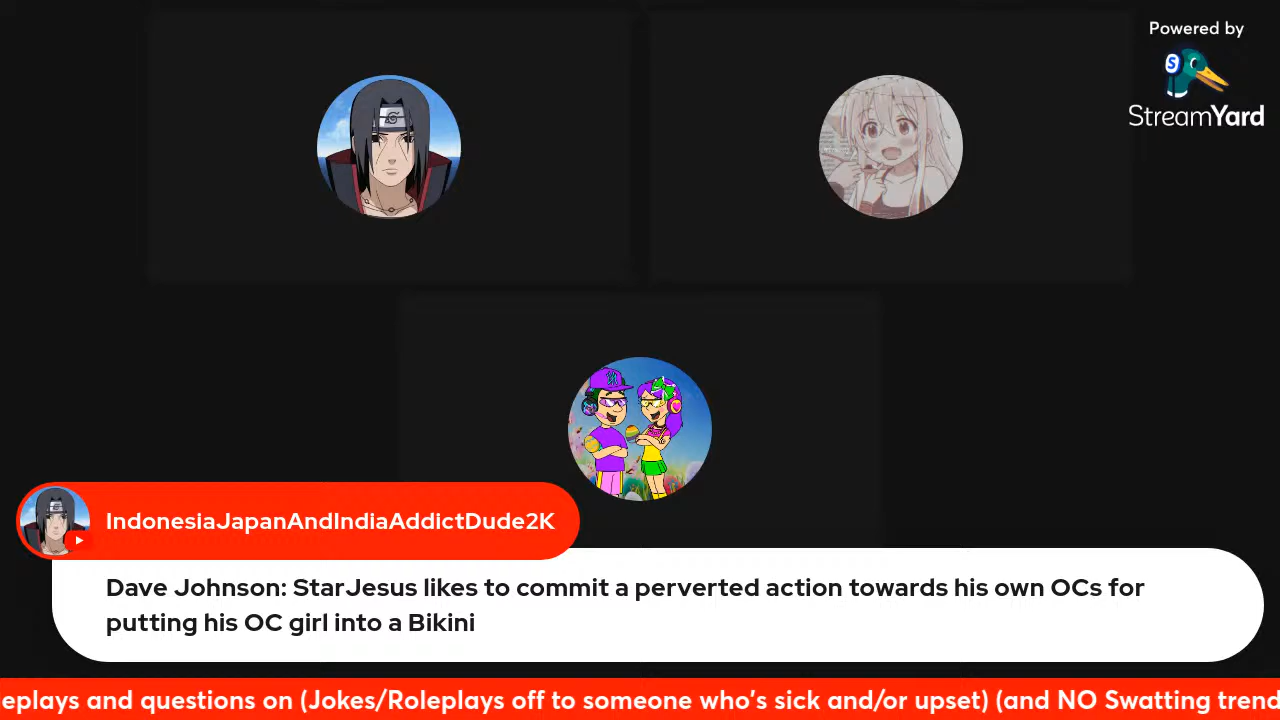 Powered by
StreamYard
IndonesiaJapanAndIndiaAddictDude2K
Dave Johnson: StarJesus likes to commit a perverted action towards his own OCs for
putting his OC girl into a Bikini
eplays and questions on (Jokes/Roleplays off to someone who's sick and/or upset) (and NO Swatting trend